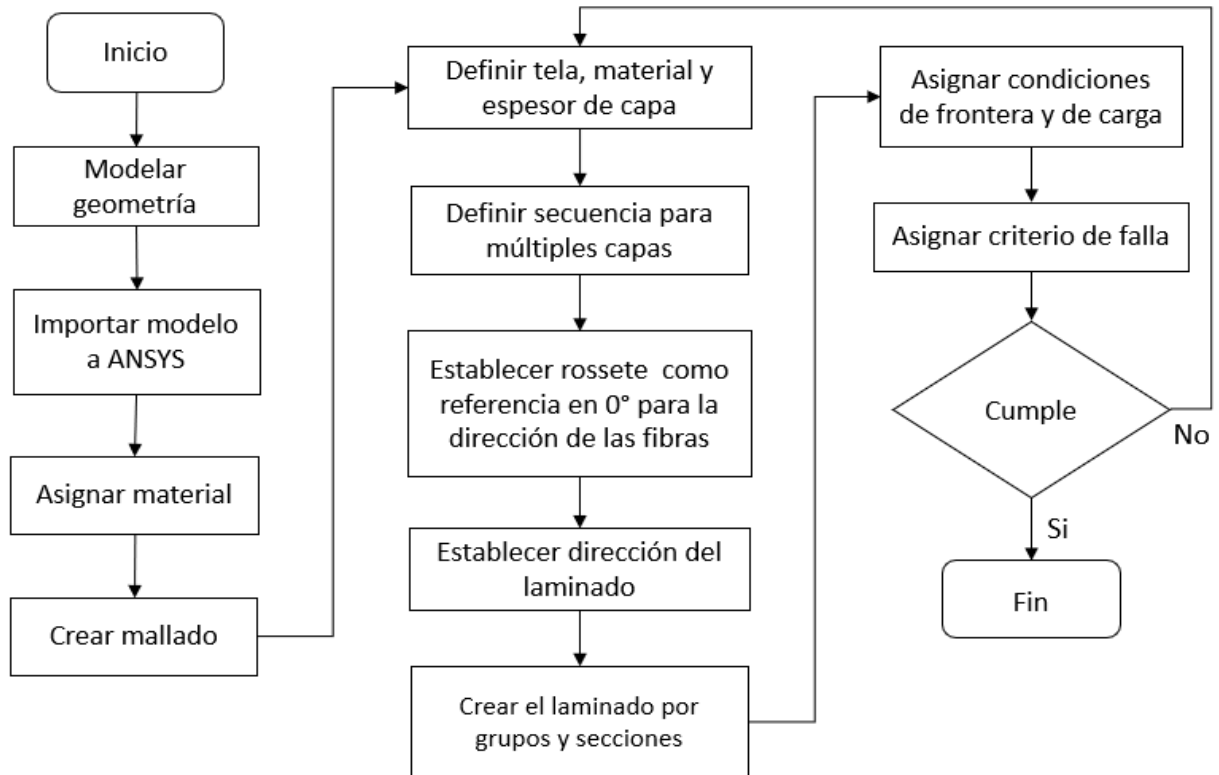 Inicio
Modelar
geometría
Importar modelo
a ANSYS
Asignar material
Crear mallado
Definir tela, material y
espesor de capa
Definir secuencia para
múltiples capas
Establecer rossete como
referencia en 0° para la
dirección de las fibras
Establecer dirección del
laminado
Crear el laminado por
grupos y secciones
Asignar condiciones
de frontera y de carga
Asignar criterio de falla
Cumple
No
Si
Fin